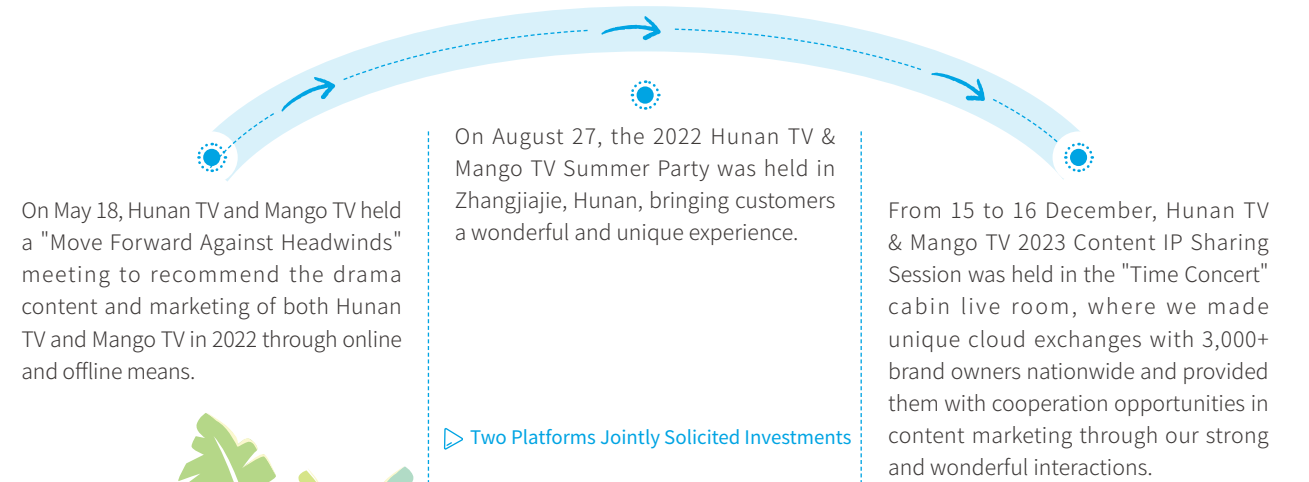 On May 18, Hunan TV and Mango TV held
a "Move Forward Against Headwinds"
meeting to recommend the drama
content and marketing of both Hunan
TV and Mango TV in 2022 through online
and offline means.
On August 27, the 2022 Hunan TV &
Mango TV Summer Party was held in
Zhangjiajie, Hunan, bringing customers
a wonderful and unique experience.
Two Platforms Jointly Solicited Investments
From 15 to 16 December, Hunan TV
& Mango TV 2023 Content IP Sharing
Session was held in the "Time Concert"
cabin live room, where we made
unique cloud exchanges with 3,000+
brand owners nationwide and provided
them with cooperation opportunities in
content marketing through our strong
and wonderful interactions.